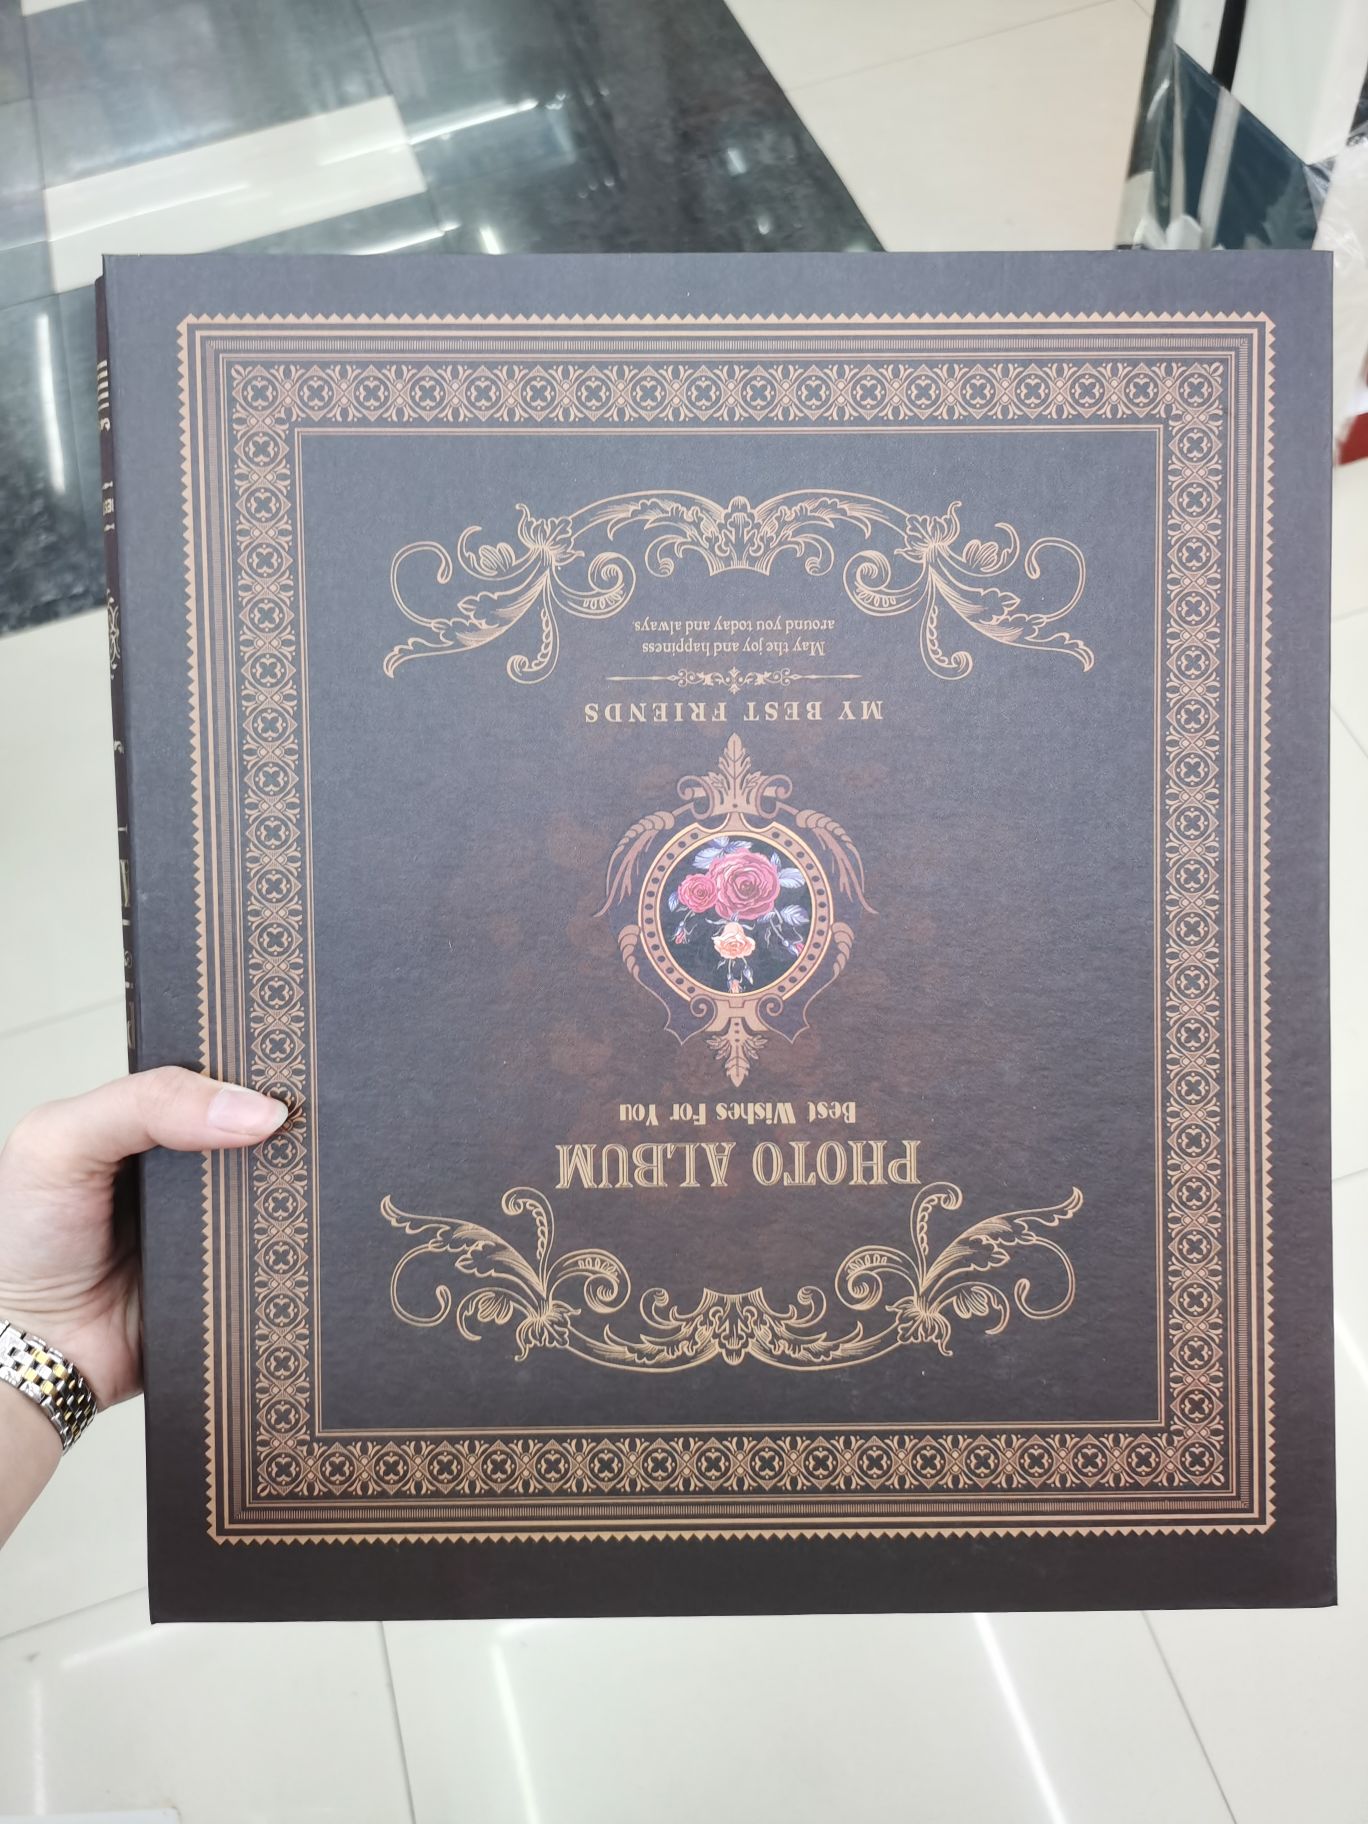 PHOTO ALBUM
Best Wishes For You
MY BEST FRIENDS
May the joy and happiness
around you today and always.